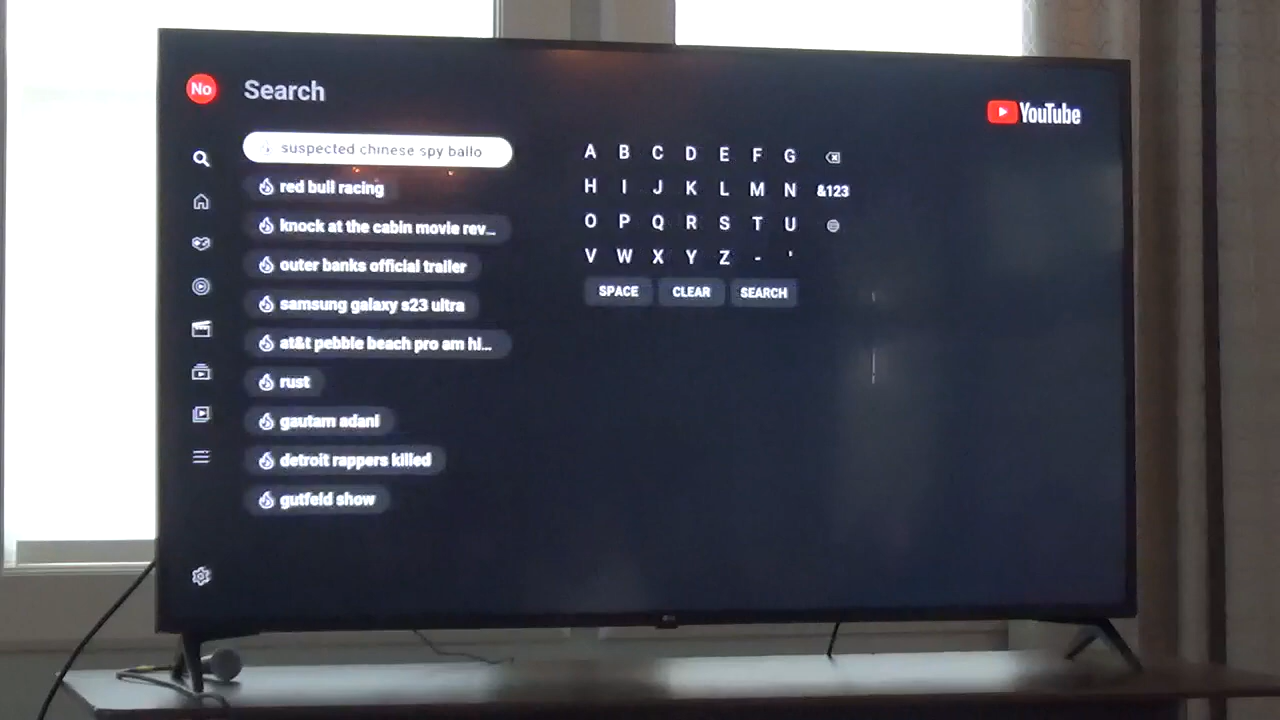 No
Search
YouTube
suspected chinese spy ballo
red bull racing
knock at the cabin movie rev...
outer banks official trailer
samsung galaxy s23 ultra
at&t pebble beach pro am hi...
rust
gautam adani
detroit rappers killed
gutfeld show
A B C D E F G
H I J K L M N &123
O P Q R S T U
V W X Y Z - '
SPACE CLEAR SEARCH